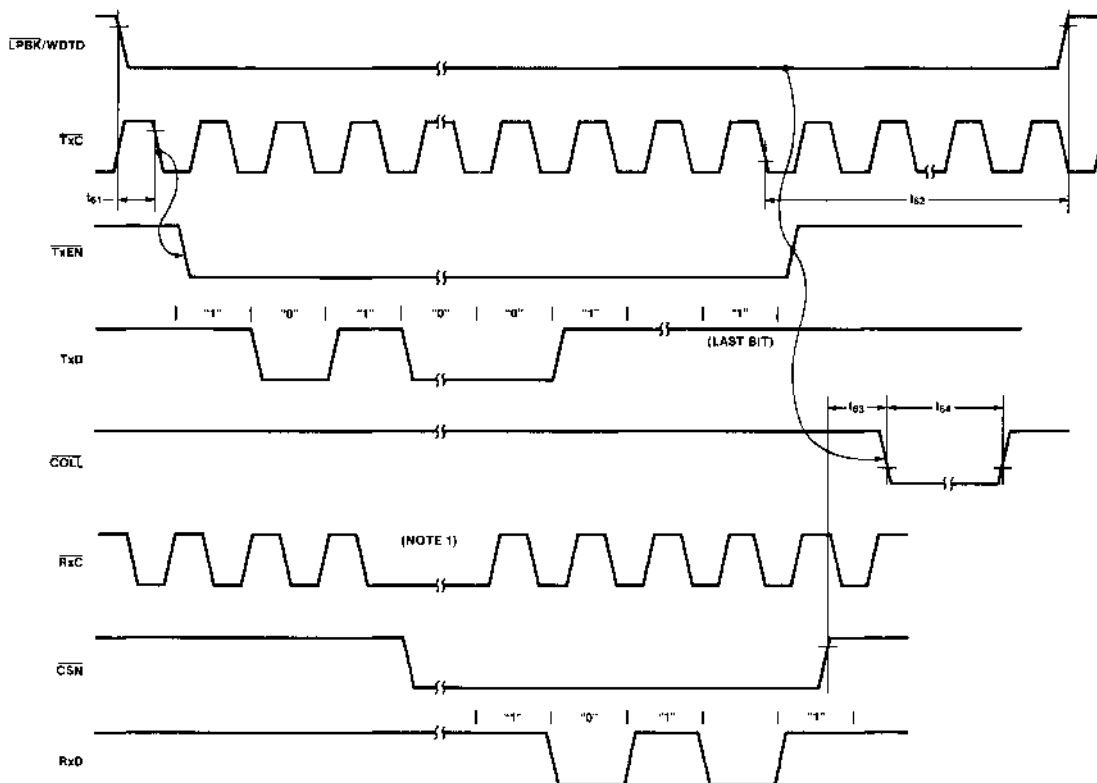 LPBK/WDTD
TxC
t61
t62
TxEN
"1" "0" "1" "0" "0" "1" "1"
TxD
(LAST BIT)
t63 t64
COLL
(NOTE 1)
RxC
CSN
"1" "0" "1" "1"
RxD